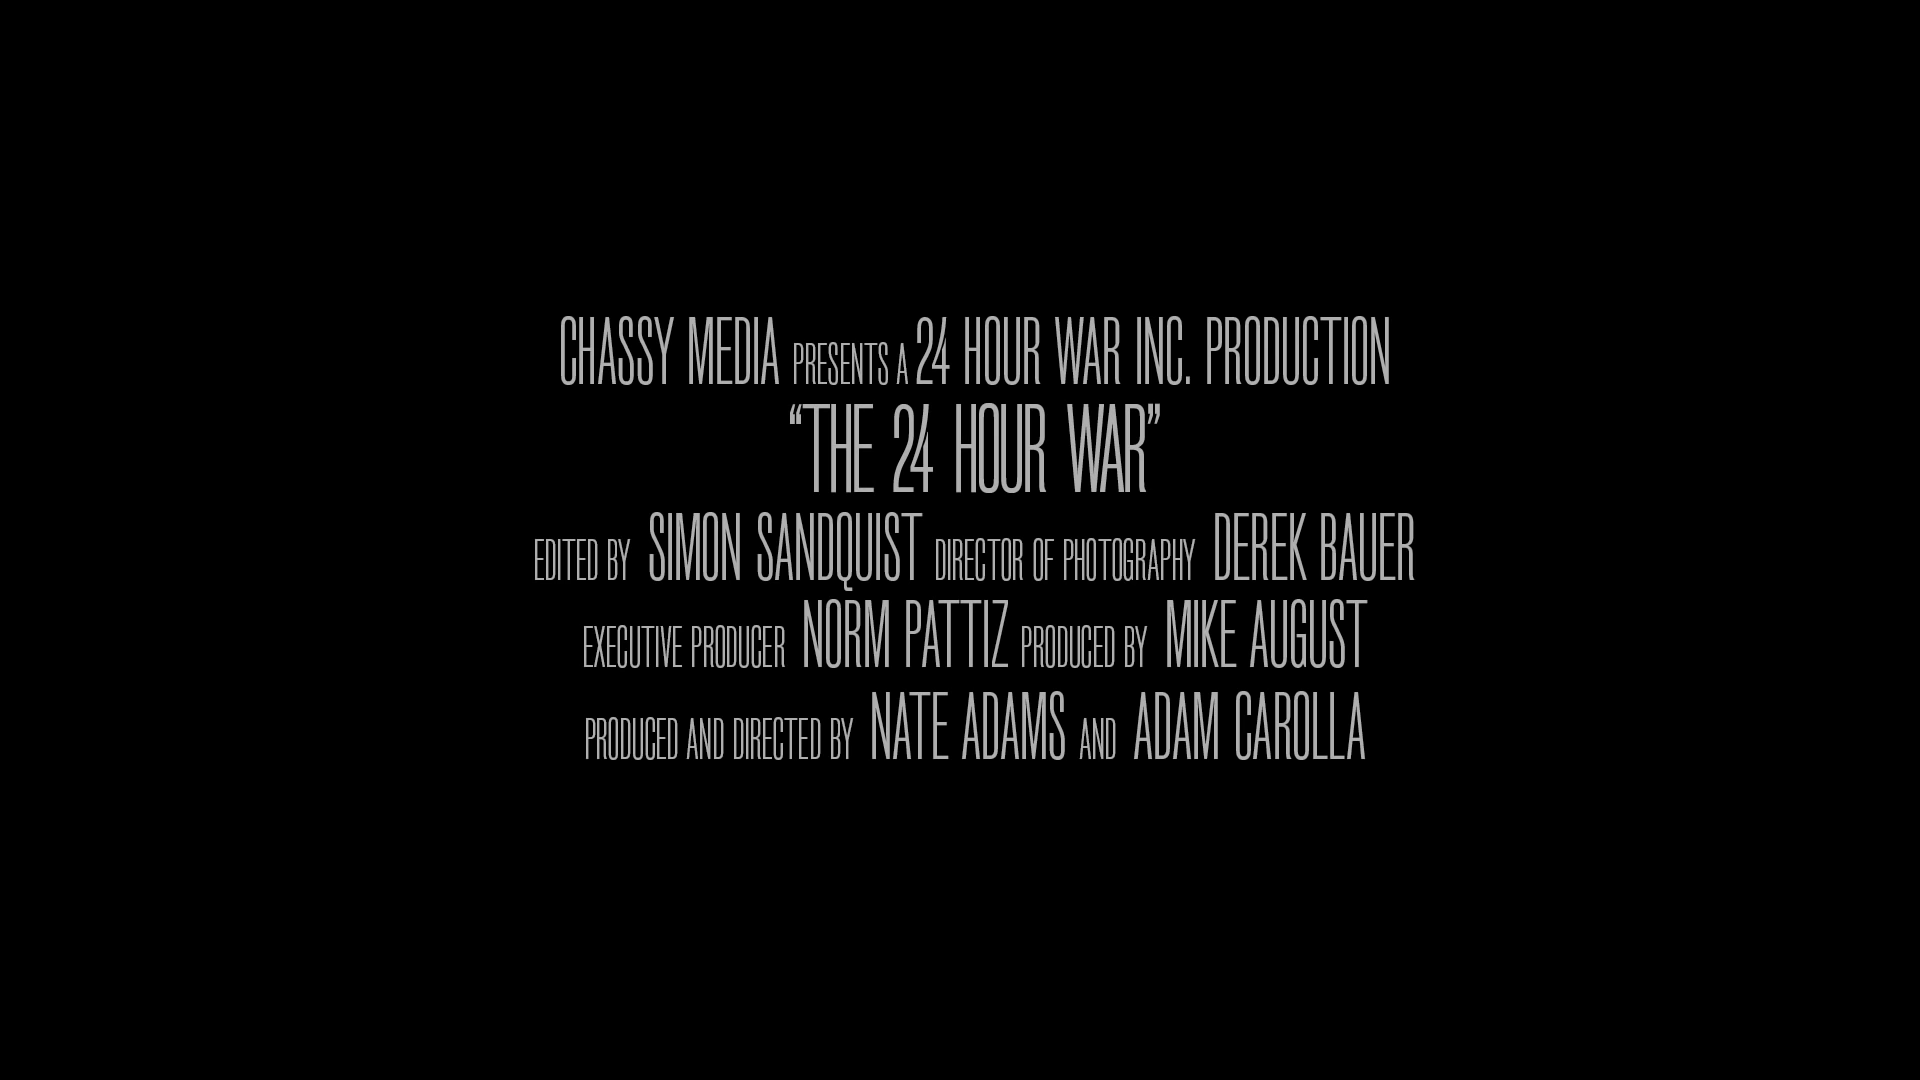 CHASSY MEDIA PRESENTS A 24 HOUR WAR INC. PRODUCTION
“THE 24 HOUR WAR”
EDITED BY SIMON SANDQUIST DIRECTOR OF PHOTOGRAPHY DEREK BAUER
EXECUTIVE PRODUCER NORM PATTIZ PRODUCED BY MIKE AUGUST
PRODUCED AND DIRECTED BY NATE ADAMS AND ADAM CAROLLA